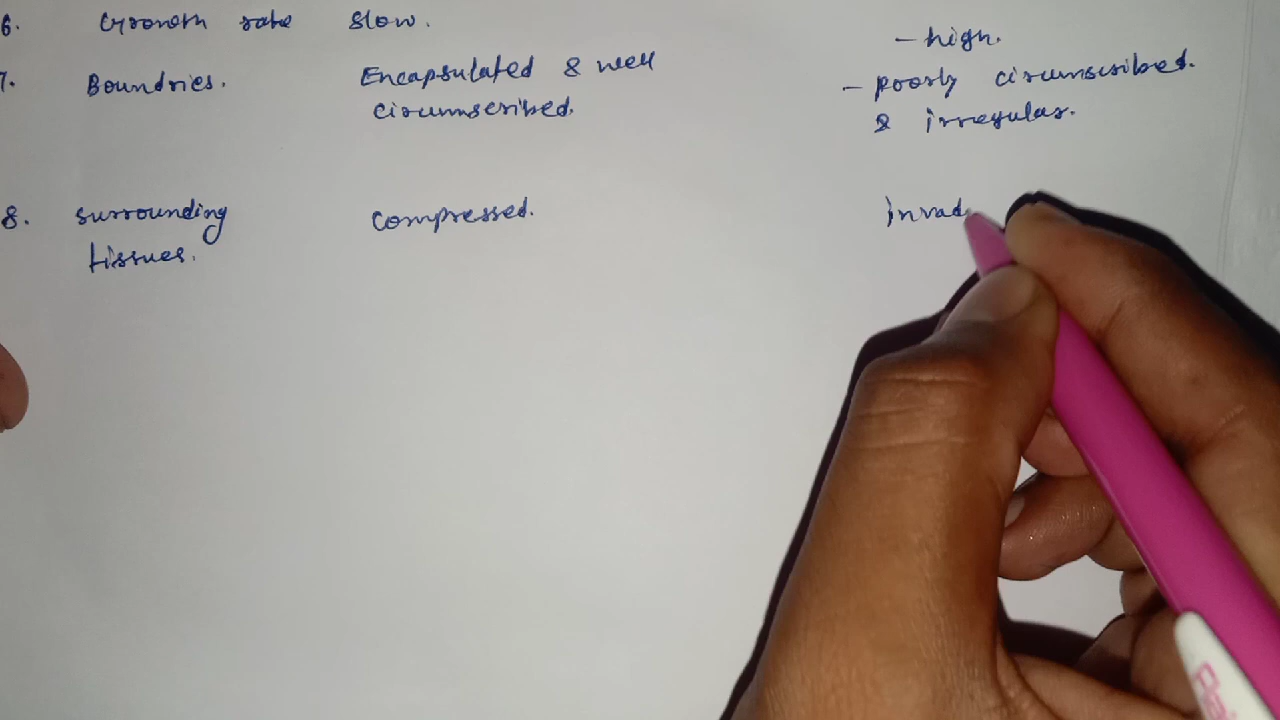 6. Growth rate slow. - high.
7. Boundries. Encapsulated & well - poorly circumscribed.
circumscribed. & irregular.
8. surrounding compressed. invad
tissues.